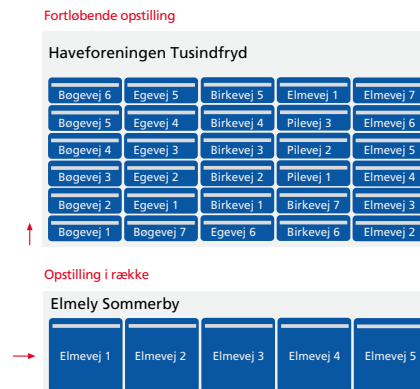 Fortløbende opstilling
Haveforeningen Tusindfryd
Bøgevej 6 Egevej 5 Birkevej 5 Elmevej 1 Elmevej 7
Bøgevej 5 Egevej 4 Birkevej 4 Pilevej 3 Elmevej 6
Bøgevej 4 Egevej 3 Birkevej 3 Pilevej 2 Elmevej 5
Bøgevej 3 Egevej 2 Birkevej 2 Pilevej 1 Elmevej 4
Bøgevej 2 Egevej 1 Birkevej 1 Birkevej 7 Elmevej 3
Bøgevej 1 Bøgevej 7 Egevej 6 Birkevej 6 Elmevej 2
Opstilling i række
Elmely Sommerby
Elmevej 1 Elmevej 2 Elmevej 3 Elmevej 4 Elmevej 5